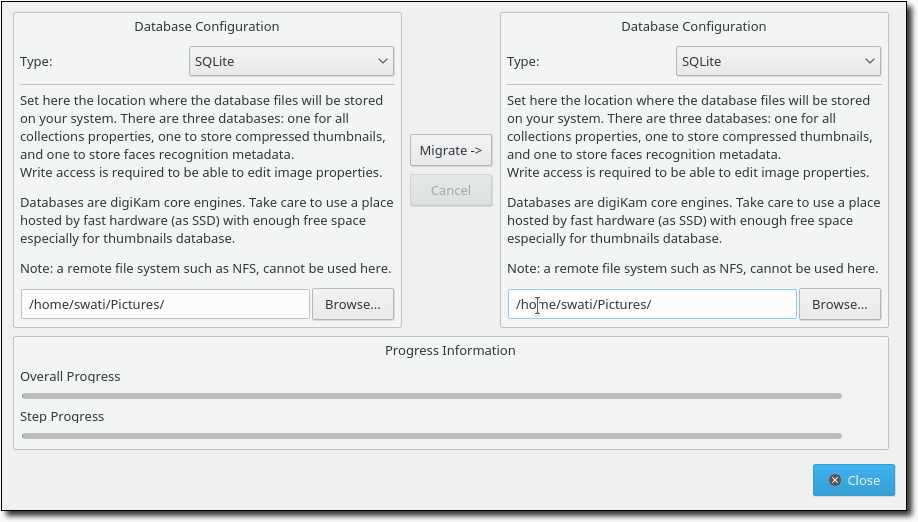 Database Configuration
Type:
SQLite
Set here the location where the database files will be stored
on your system. There are three databases: one for all
collections properties, one to store compressed thumbnails,
and one to store faces recognition metadata.
Write access is required to be able to edit image properties.
Databases are digiKam core engines. Take care to use a place
hosted by fast hardware (as SSD) with enough free space
especially for thumbnails database.
Note: a remote file system such as NFS, cannot be used here.
/home/swati/Pictures/
Browse...
Migrate ->
Cancel
Database Configuration
Type:
SQLite
Set here the location where the database files will be stored
on your system. There are three databases: one for all
collections properties, one to store compressed thumbnails,
and one to store faces recognition metadata.
Write access is required to be able to edit image properties.
Databases are digiKam core engines. Take care to use a place
hosted by fast hardware (as SSD) with enough free space
especially for thumbnails database.
Note: a remote file system such as NFS, cannot be used here.
/home/swati/Pictures/
Browse...
Progress Information
Overall Progress
Step Progress
Close